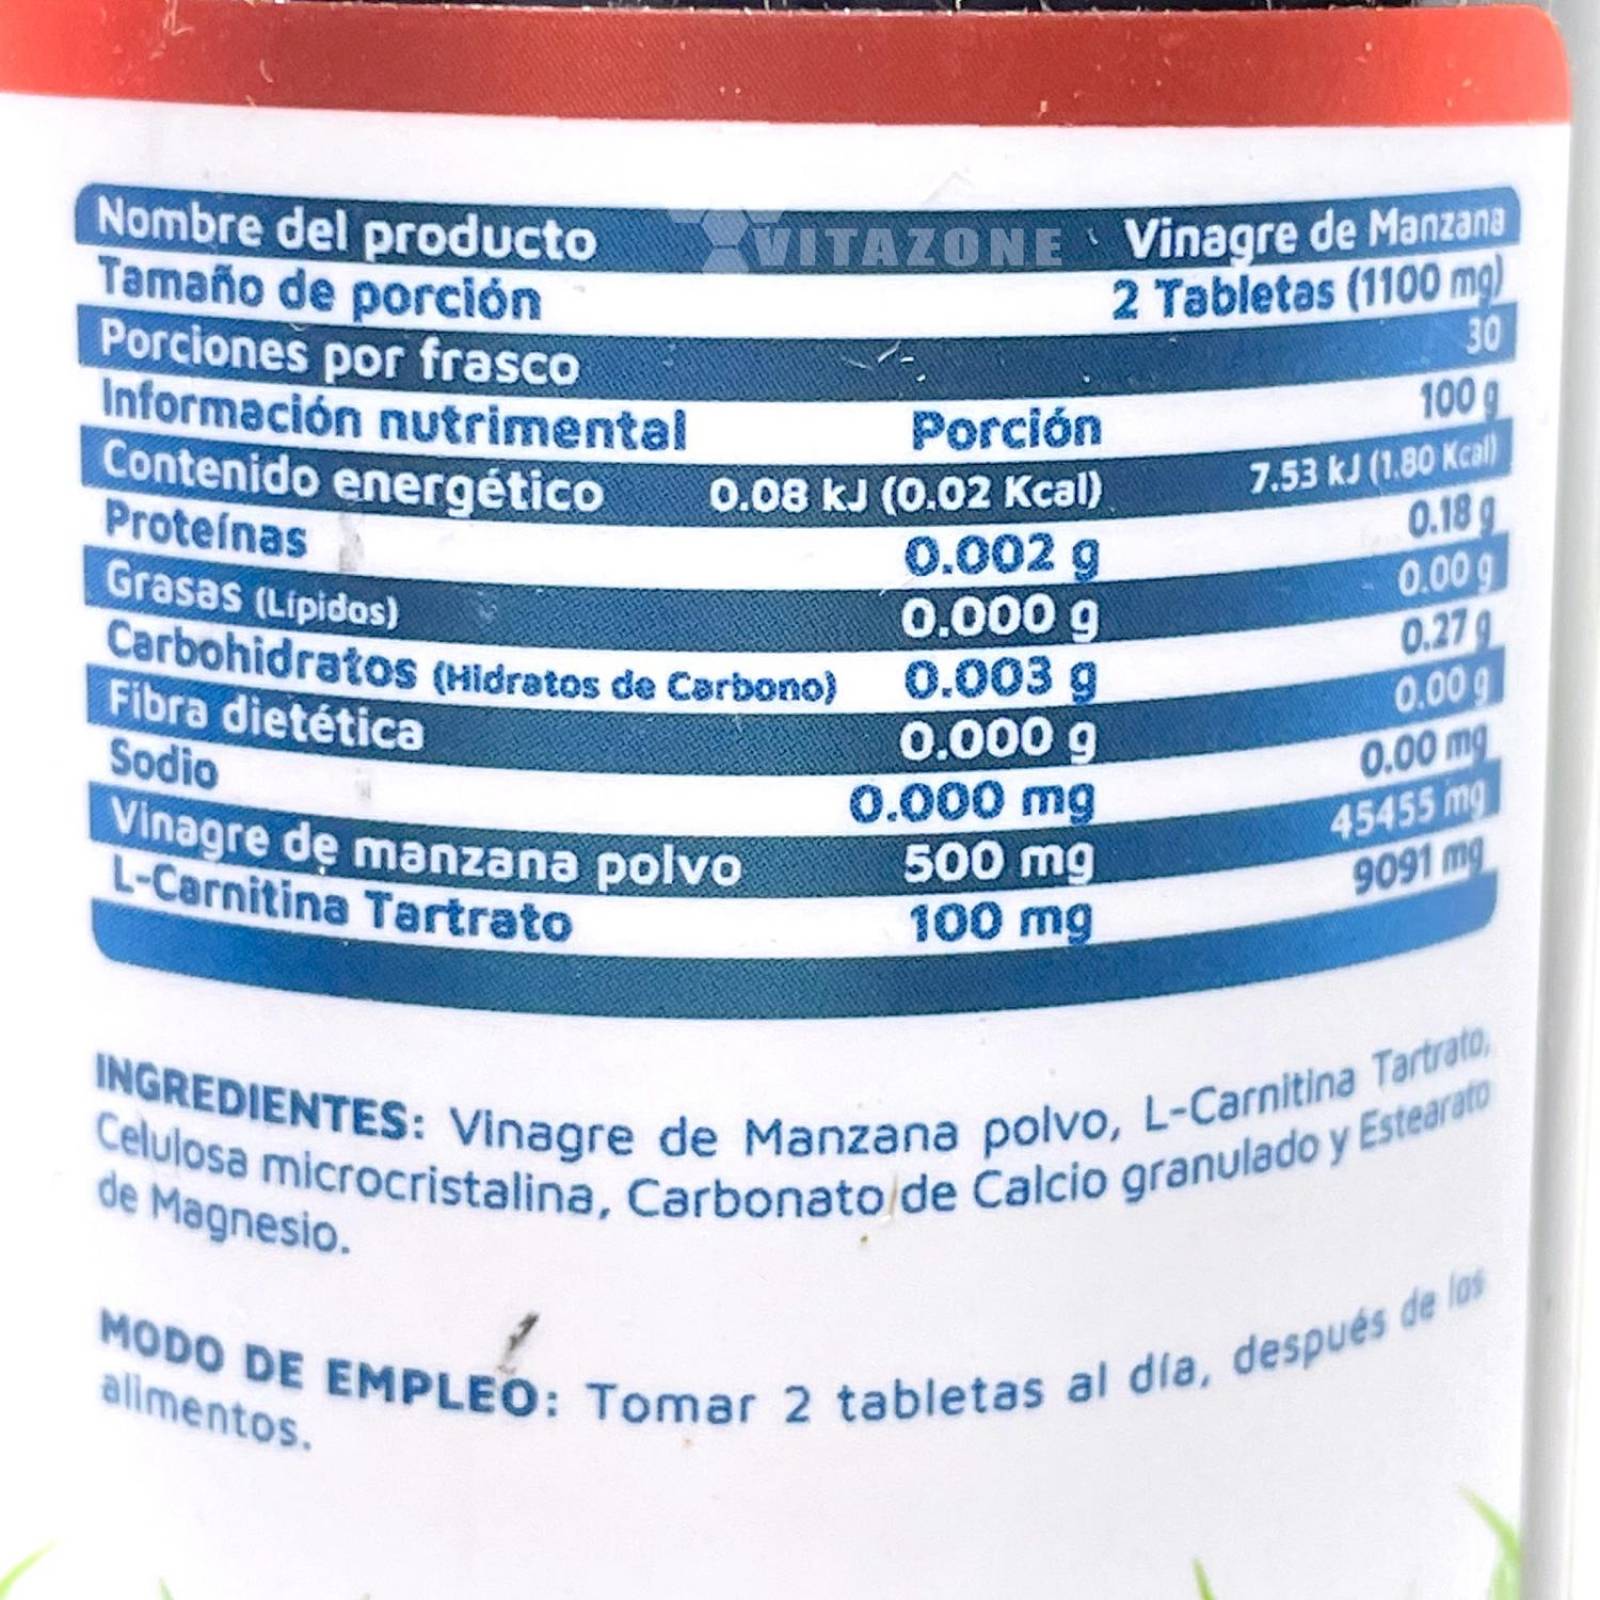 Nombre del producto VITAZONE Vinagre de Manzana
Tamaño de porción 2 Tabletas (1100 mg)
Porciones por frasco 30
Información nutrimental Porción 100 g
Contenido energético 0.08 kJ (0.02 Kcal) 7.53 kJ (1.80 Kcal)
Proteínas 0.002 g 0.18 g
Grasas (Lípidos) 0.000 g 0.00 g
Carbohidratos (Hidratos de Carbono) 0.003 g 0.27 g
Fibra dietética 0.000 g 0.00 g
Sodio 0.000 mg 0.00 mg
Vinagre de manzana polvo 500 mg 45455 mg
L-Carnitina Tartrato 100 mg 9091 mg
INGREDIENTES: Vinagre de Manzana polvo, L-Carnitina Tartrato,
Celulosa microcristalina, Carbonato de Calcio granulado y Estearato
de Magnesio.
MODO DE EMPLEO: Tomar 2 tabletas al día, después de los
alimentos.